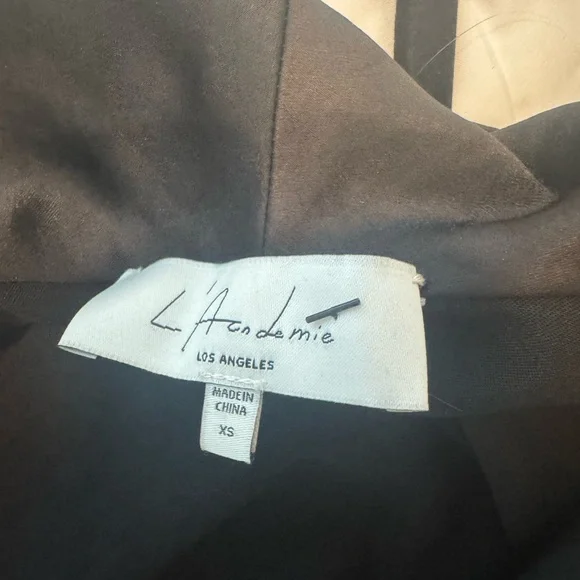 L'Academie
LOS ANGELES
MADE IN
CHINA
XS